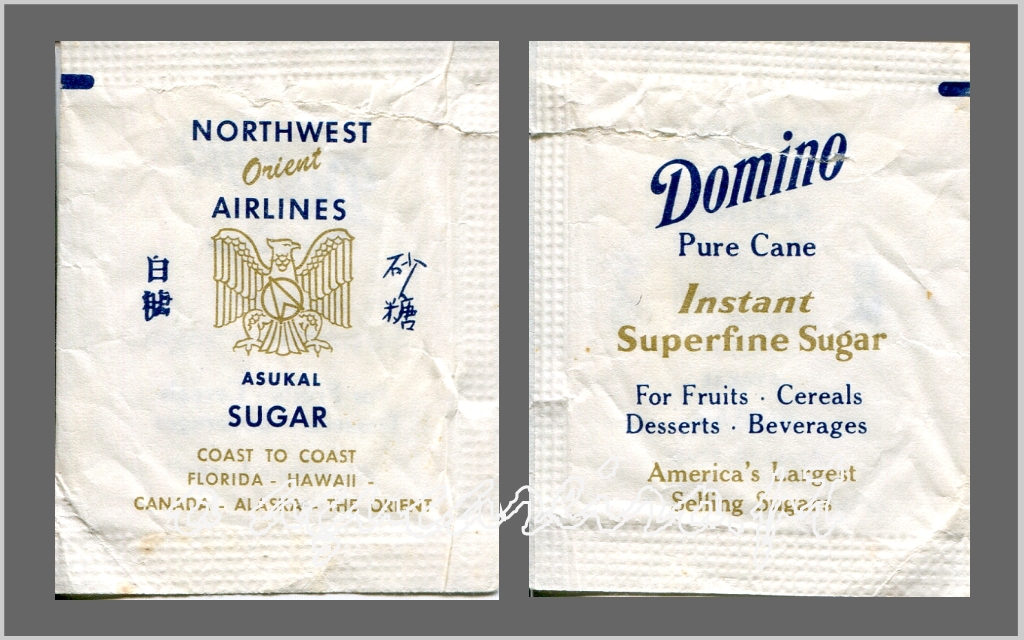 NORTHWEST
Orient
AIRLINES
白糖
砂糖
ASUKAL
SUGAR
COAST TO COAST
FLORIDA - HAWAII -
CANADA - ALASKA - THE ORIENT
Domino
Pure Cane
Instant
Superfine Sugar
For Fruits · Cereals
Desserts · Beverages
America's Largest
Selling Sugars